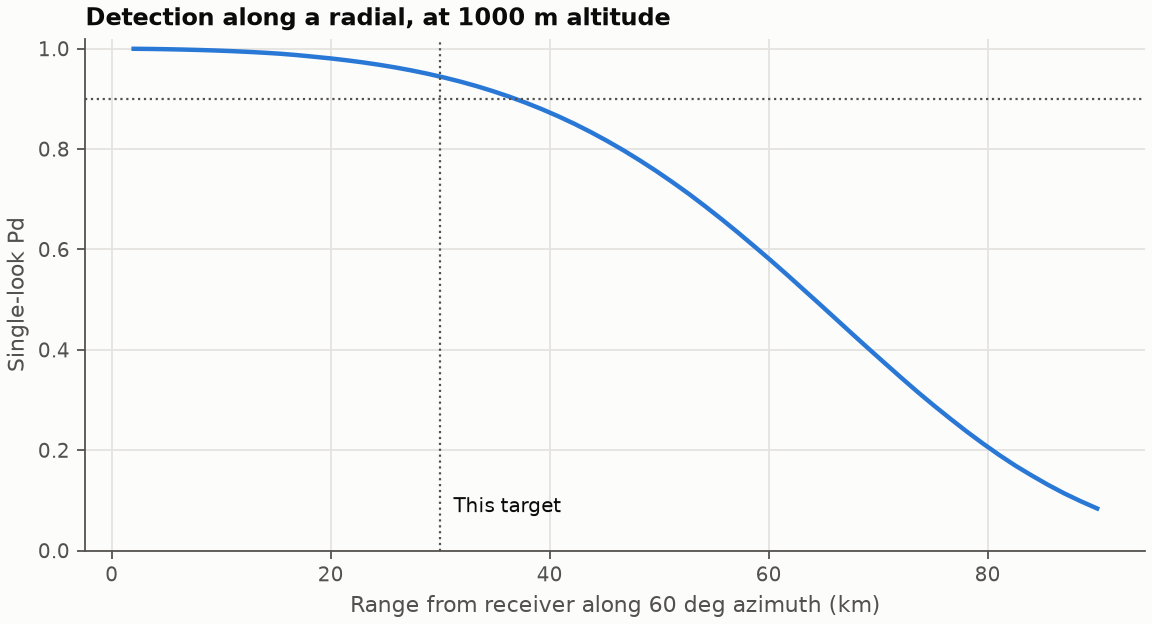 Detection along a radial, at 1000 m altitude
Single-look Pd
1.0
0.8
0.6
0.4
0.2
0.0
This target
0 20 40 60 80
Range from receiver along 60 deg azimuth (km)